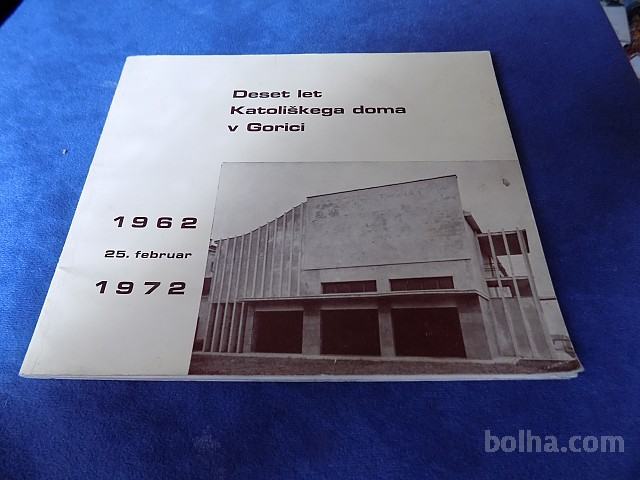 Deset let
Katoliškega doma
v Gorici
1962
25. februar
1972
bolha.com